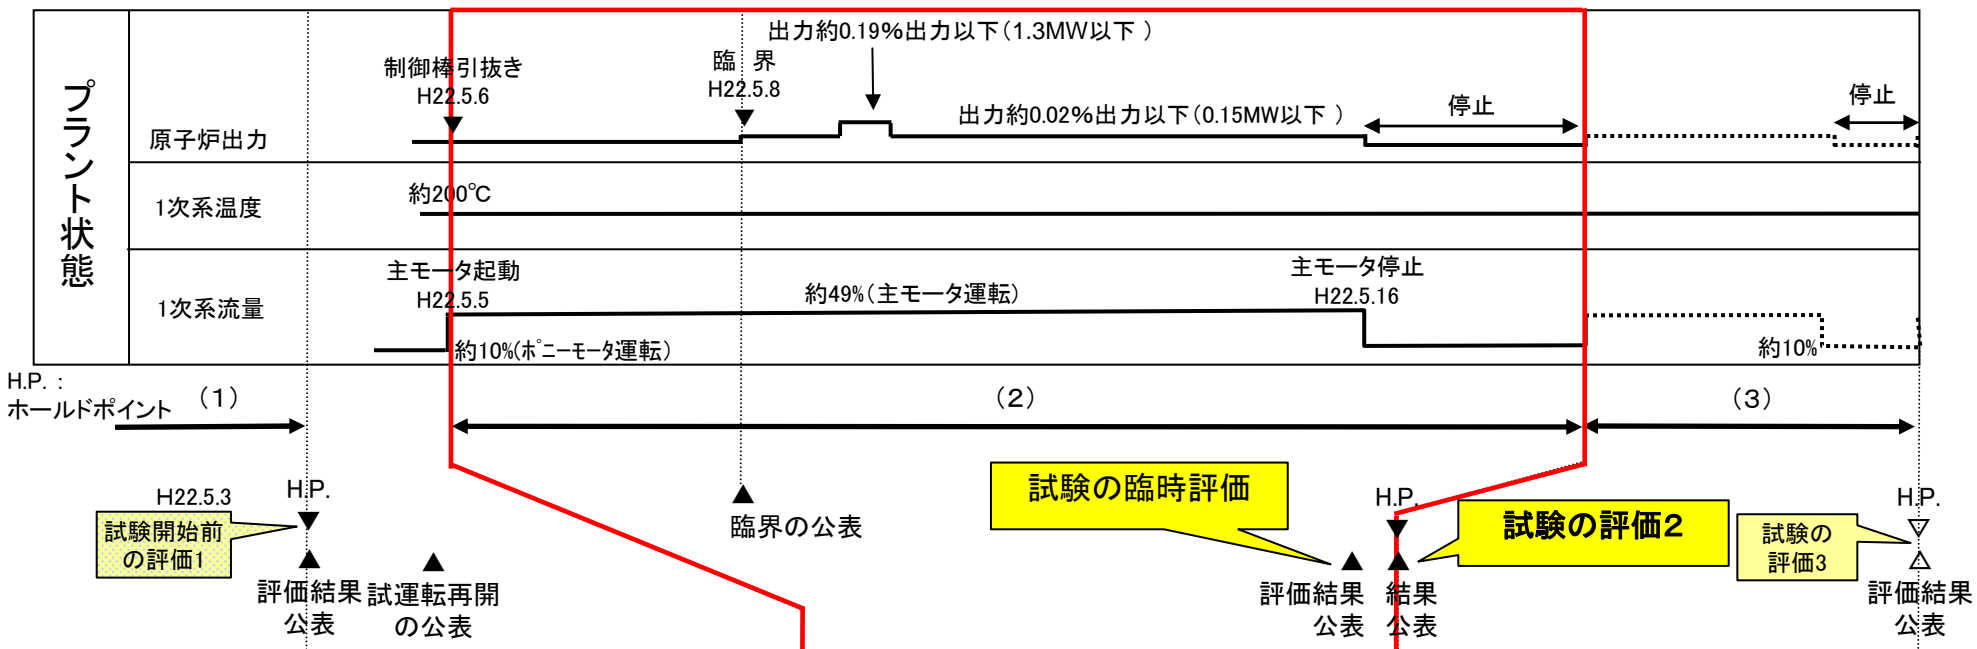 プラント状態
原子炉出力
制御棒引抜き
H22.5.6
臨 界
H22.5.8
出力約0.19%出力以下(1.3MW以下 )
出力約0.02%出力以下(0.15MW以下 )
停止
停止
1次系温度
約200℃
1次系流量
主モータ起動
H22.5.5
約10%(ﾎﾟﾆｰﾓｰﾀ運転)
約49%(主モータ運転)
主モータ停止
H22.5.16
約10%
H.P. :
ホールドポイント
(1)
(2)
(3)
H22.5.3
H.P.
試験開始前
の評価1
評価結果
公表
試運転再開
の公表
臨界の公表
試験の臨時評価
評価結果
公表
H.P.
試験の評価2
結果
公表
試験の
評価3
H.P.
評価結果
公表